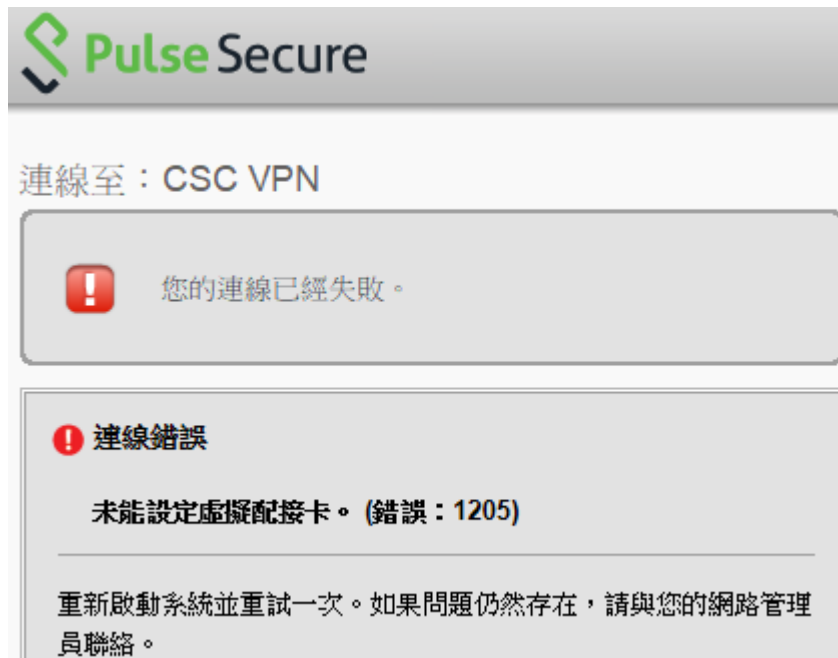 Pulse Secure
連線至：CSC VPN
您的連線已經失敗。
連線錯誤
未能設定虛擬配接卡。 (錯誤：1205)
重新啟動系統並重試一次。如果問題仍然存在，請與您的網路管理
員聯絡。